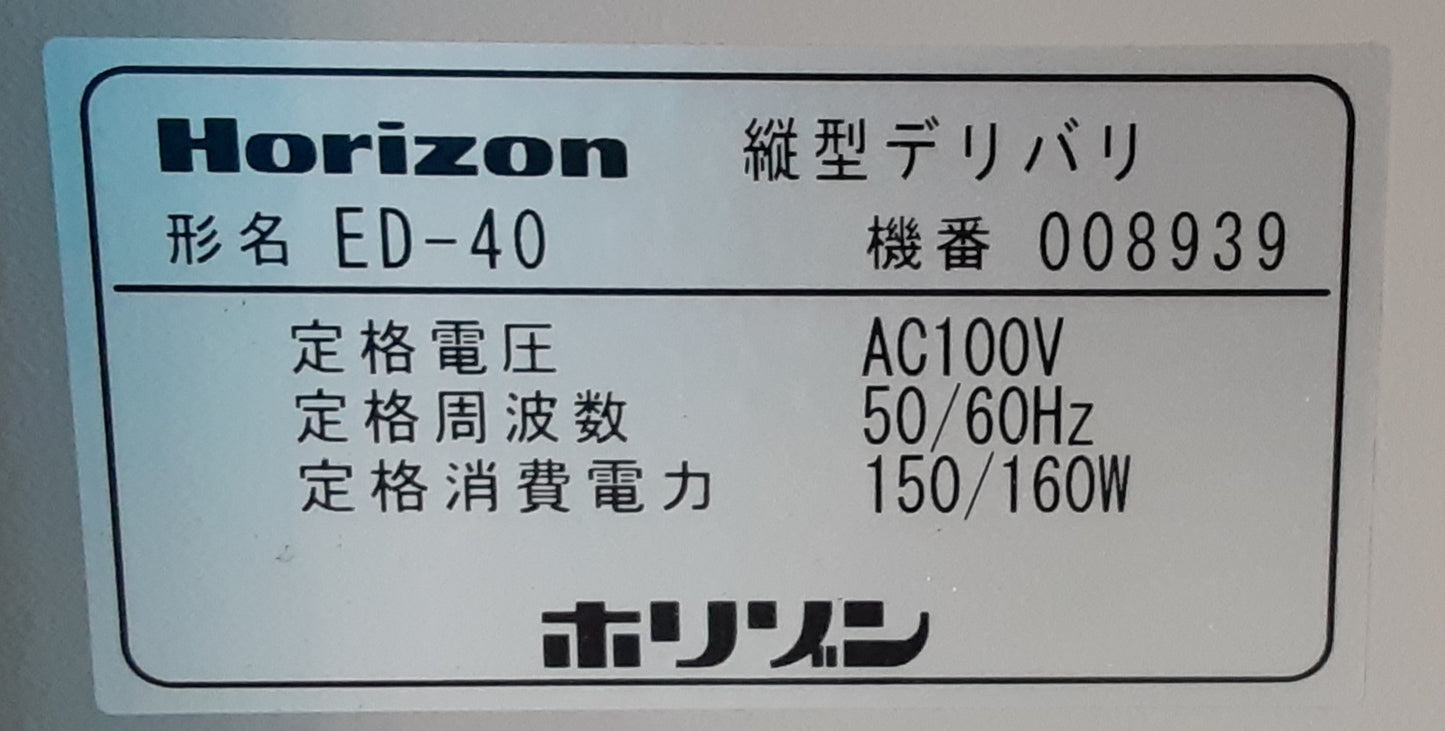 Horizon 縦型デリバリ
形名 ED-40 機番 008939
定格電圧 AC100V
定格周波数 50/60Hz
定格消費電力 150/160W
ホリゾン